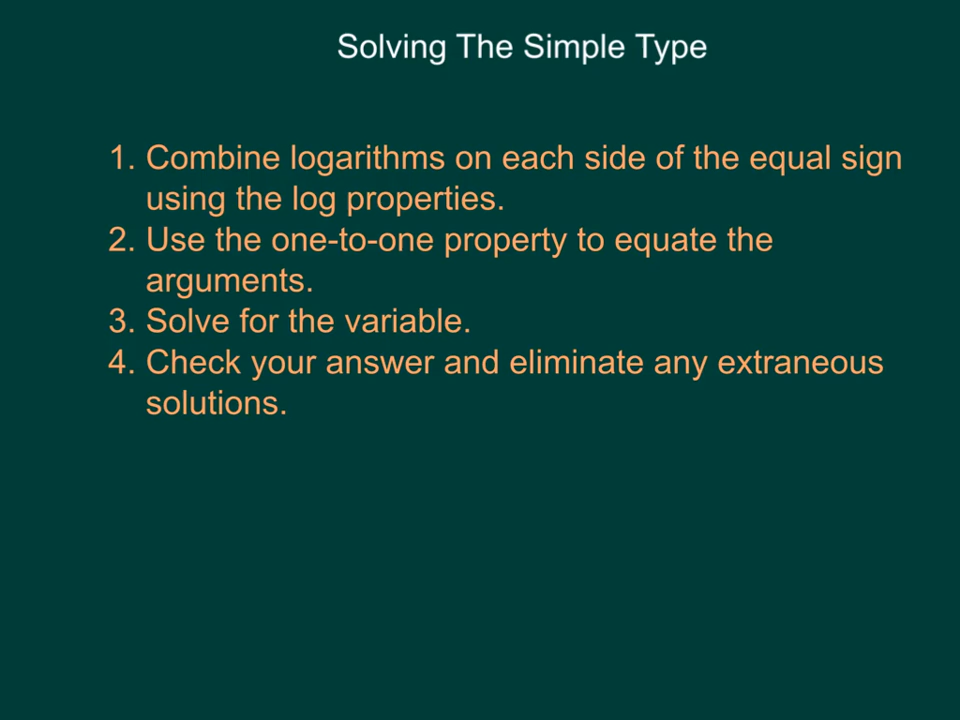 Solving The Simple Type
1. Combine logarithms on each side of the equal sign
using the log properties.
2. Use the one-to-one property to equate the
arguments.
3. Solve for the variable.
4. Check your answer and eliminate any extraneous
solutions.